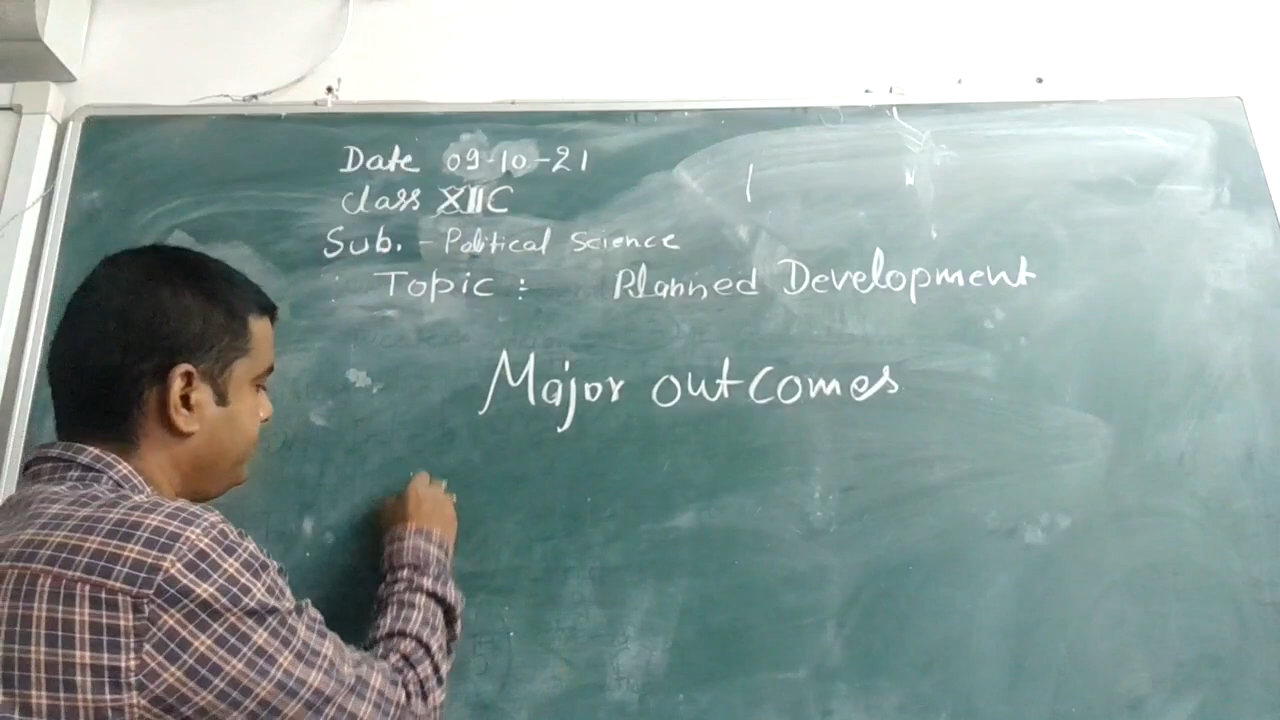 Date 09-10-21
Class XIIC
Sub. - Political Science
Topic : Planned Development
Major outcomes